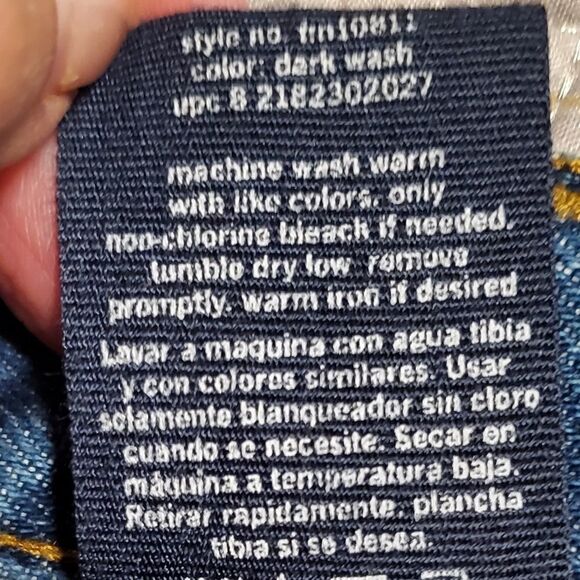 style no. fm10811
color: dark wash
upc 8 2182302027
machine wash warm
with like colors. only
non-chlorine bleach if needed.
tumble dry low remove
promptly. warm iron if desired
Lavar a maquina con agua tibia
y con colores similares. Usar
solamente blanqueador sin cloro
cuando se necesite. Secar en
máquina a temperatura baja.
Retirar rapidamente. plancha
tibia si se desea.